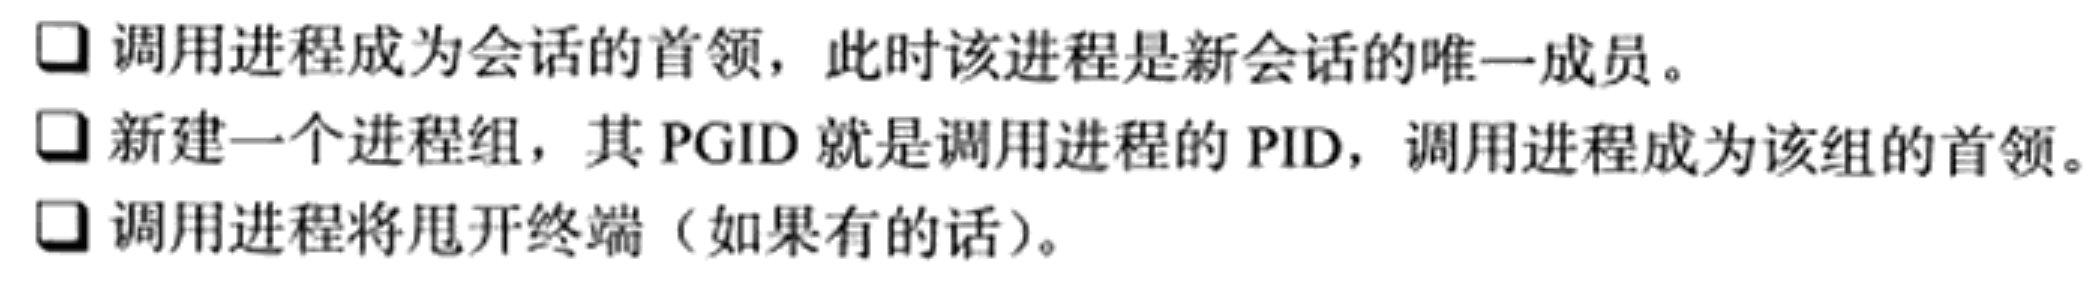 ❏ 调用进程成为会话的首领，此时该进程是新会话的唯一成员。
❏ 新建一个进程组，其 PGID 就是调用进程的 PID，调用进程成为该组的首领。
❏ 调用进程将甩开终端（如果有的话）。